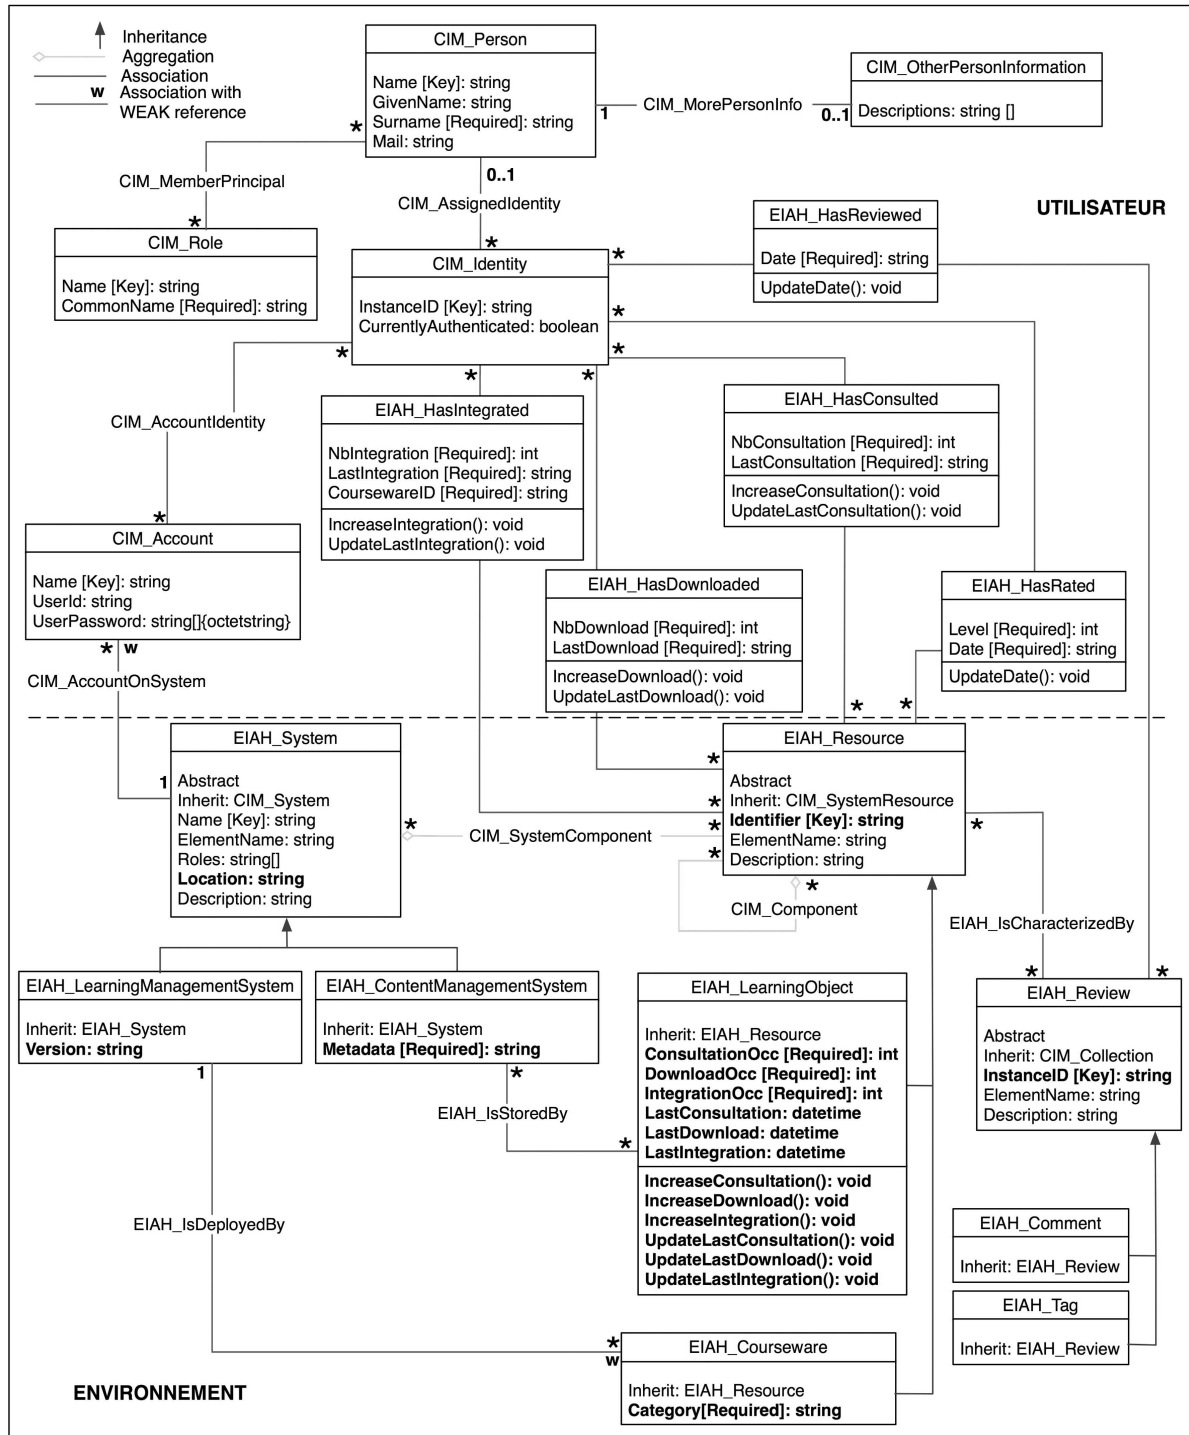 Inheritance
Aggregation
Association
w Association with
WEAK reference
CIM_Person
Name [Key]: string
GivenName: string
Surname [Required]: string
Mail: string
1
CIM_MorePersonInfo
0..1
CIM_OtherPersonInformation
Descriptions: string []
*
CIM_MemberPrincipal
*
0..1
CIM_AssignedIdentity
*
UTILISATEUR
CIM_Role
Name [Key]: string
CommonName [Required]: string
CIM_Identity
InstanceID [Key]: string
CurrentlyAuthenticated: boolean
*
*
*
*
*
*
EIAH_HasReviewed
Date [Required]: string
UpdateDate(): void
CIM_AccountIdentity
*
EIAH_HasIntegrated
NbIntegration [Required]: int
LastIntegration [Required]: string
CoursewareID [Required]: string
IncreaseIntegration(): void
UpdateLastIntegration(): void
EIAH_HasConsulted
NbConsultation [Required]: int
LastConsultation [Required]: string
IncreaseConsultation(): void
UpdateLastConsultation(): void
CIM_Account
Name [Key]: string
UserId: string
UserPassword: string[]{octetstring}
* w
CIM_AccountOnSystem
1
EIAH_HasDownloaded
NbDownload [Required]: int
LastDownload [Required]: string
IncreaseDownload(): void
UpdateLastDownload(): void
EIAH_HasRated
Level [Required]: int
Date [Required]: string
UpdateDate(): void
*
*
EIAH_System
Abstract
Inherit: CIM_System
Name [Key]: string
ElementName: string
Roles: string[]
Location: string
Description: string
*
CIM_SystemComponent
*
*
*
*
EIAH_Resource
Abstract
Inherit: CIM_SystemResource
Identifier [Key]: string
ElementName: string
Description: string
*
CIM_Component
*
EIAH_IsCharacterizedBy
*
*
EIAH_LearningManagementSystem
Inherit: EIAH_System
Version: string
1
EIAH_ContentManagementSystem
Inherit: EIAH_System
Metadata [Required]: string
*
EIAH_IsStoredBy
*
EIAH_LearningObject
Inherit: EIAH_Resource
ConsultationOcc [Required]: int
DownloadOcc [Required]: int
IntegrationOcc [Required]: int
LastConsultation: datetime
LastDownload: datetime
LastIntegration: datetime
IncreaseConsultation(): void
IncreaseDownload(): void
IncreaseIntegration(): void
UpdateLastConsultation(): void
UpdateLastDownload(): void
UpdateLastIntegration(): void
EIAH_Review
Abstract
Inherit: CIM_Collection
InstanceID [Key]: string
ElementName: string
Description: string
EIAH_IsDeployedBy
EIAH_Comment
Inherit: EIAH_Review
EIAH_Tag
Inherit: EIAH_Review
*
w
EIAH_Courseware
Inherit: EIAH_Resource
Category[Required]: string
ENVIRONNEMENT